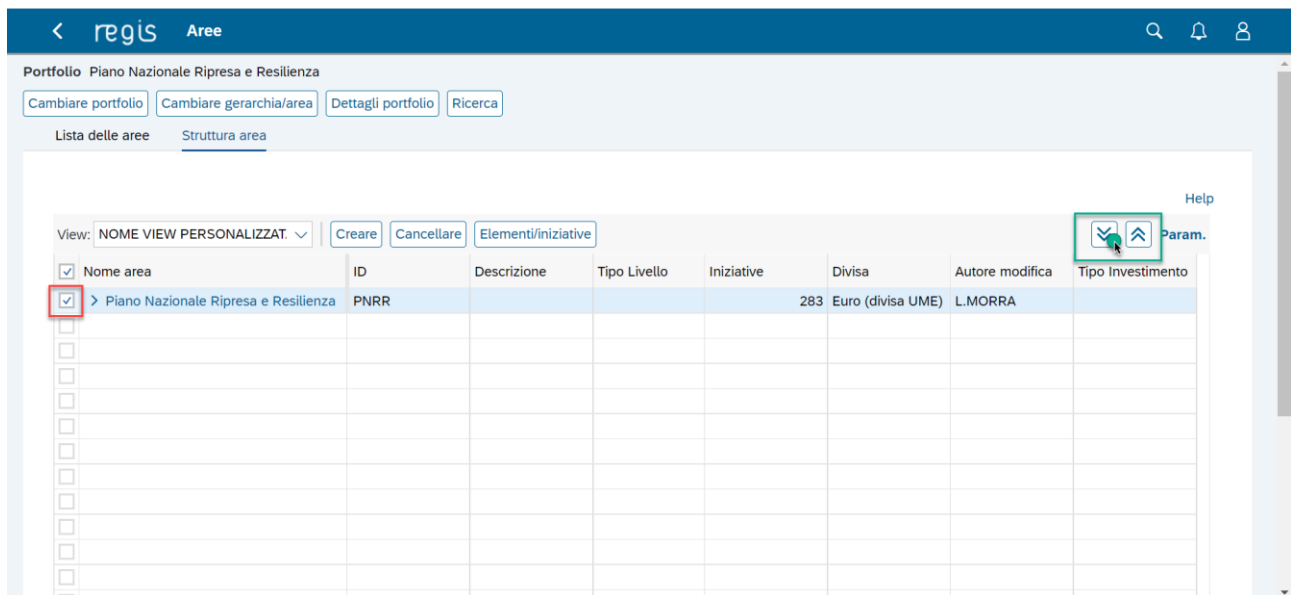 regis Aree
Portfolio Piano Nazionale Ripresa e Resilienza
Cambiare portfolio Cambiare gerarchia/area Dettagli portfolio Ricerca
Lista delle aree Struttura area
Help
View: NOME VIEW PERSONALIZZAT. Creare Cancellare Elementi/iniziative Param.
Nome area ID Descrizione Tipo Livello Iniziative Divisa Autore modifica Tipo Investimento
Piano Nazionale Ripresa e Resilienza PNRR 283 Euro (divisa UME) L.MORRA